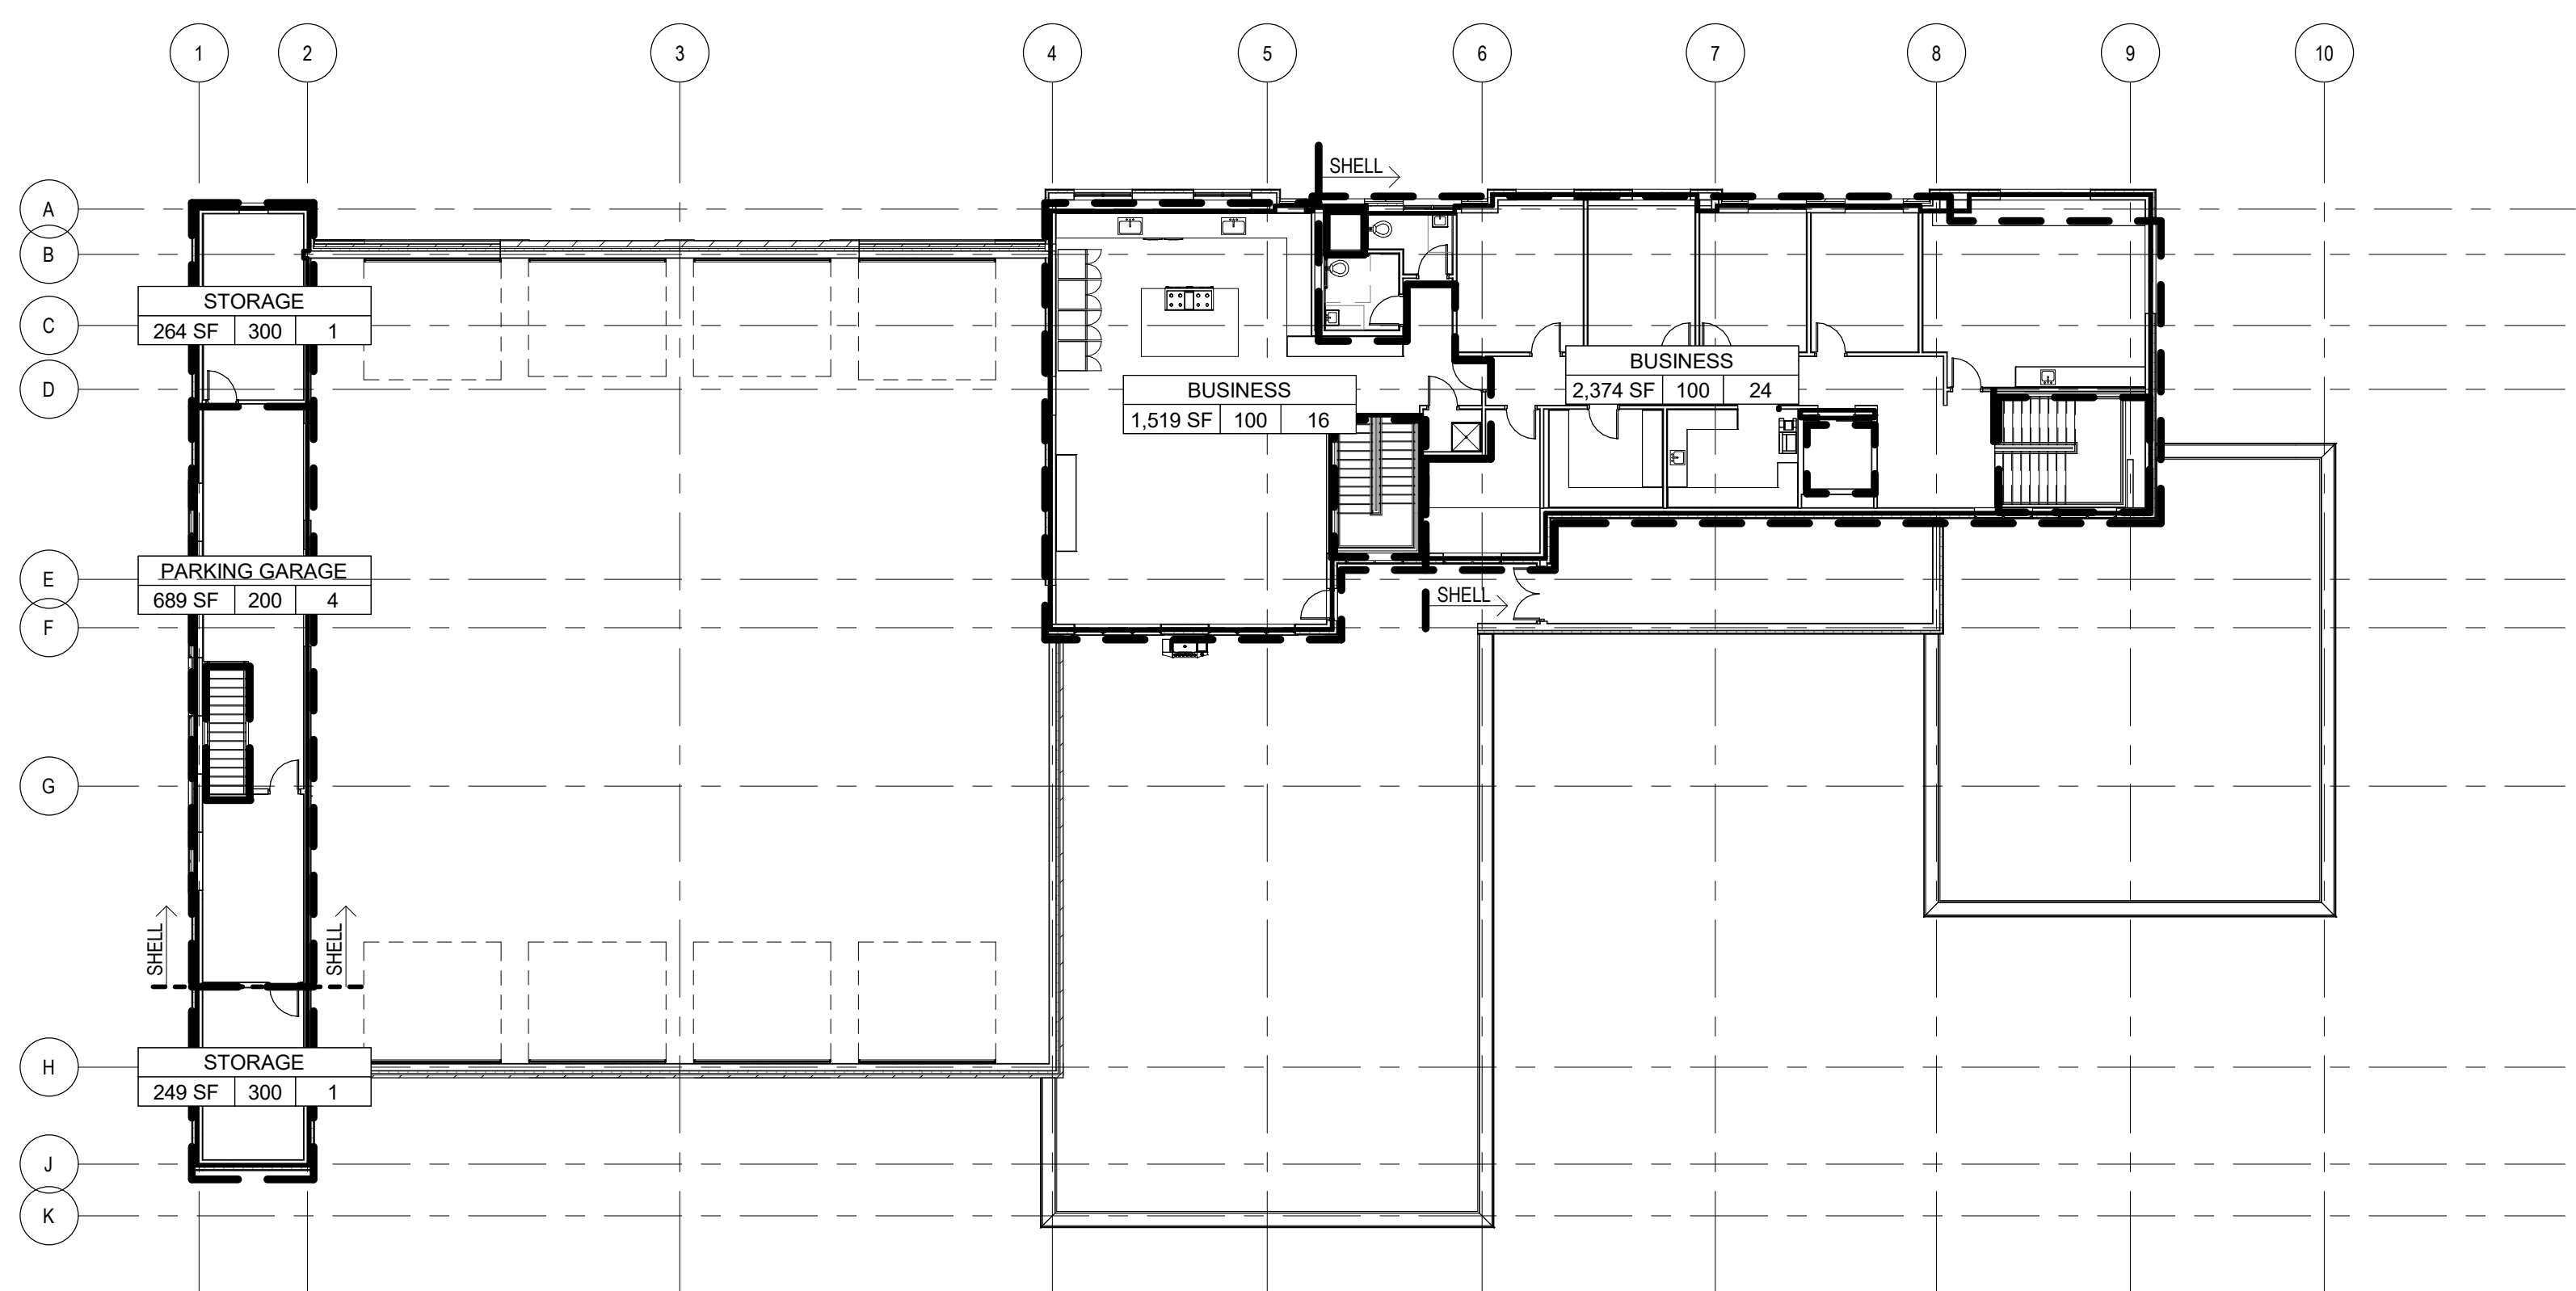 1 2 3 4 5 6 7 8 9 10
SHELL
A
B
STORAGE
264 SF 300 1
C
BUSINESS
2,374 SF 100 24
D
BUSINESS
1,519 SF 100 16
PARKING GARAGE
689 SF 200 4
E
SHELL
F
G
SHELL
SHELL
STORAGE
249 SF 300 1
H
J
K